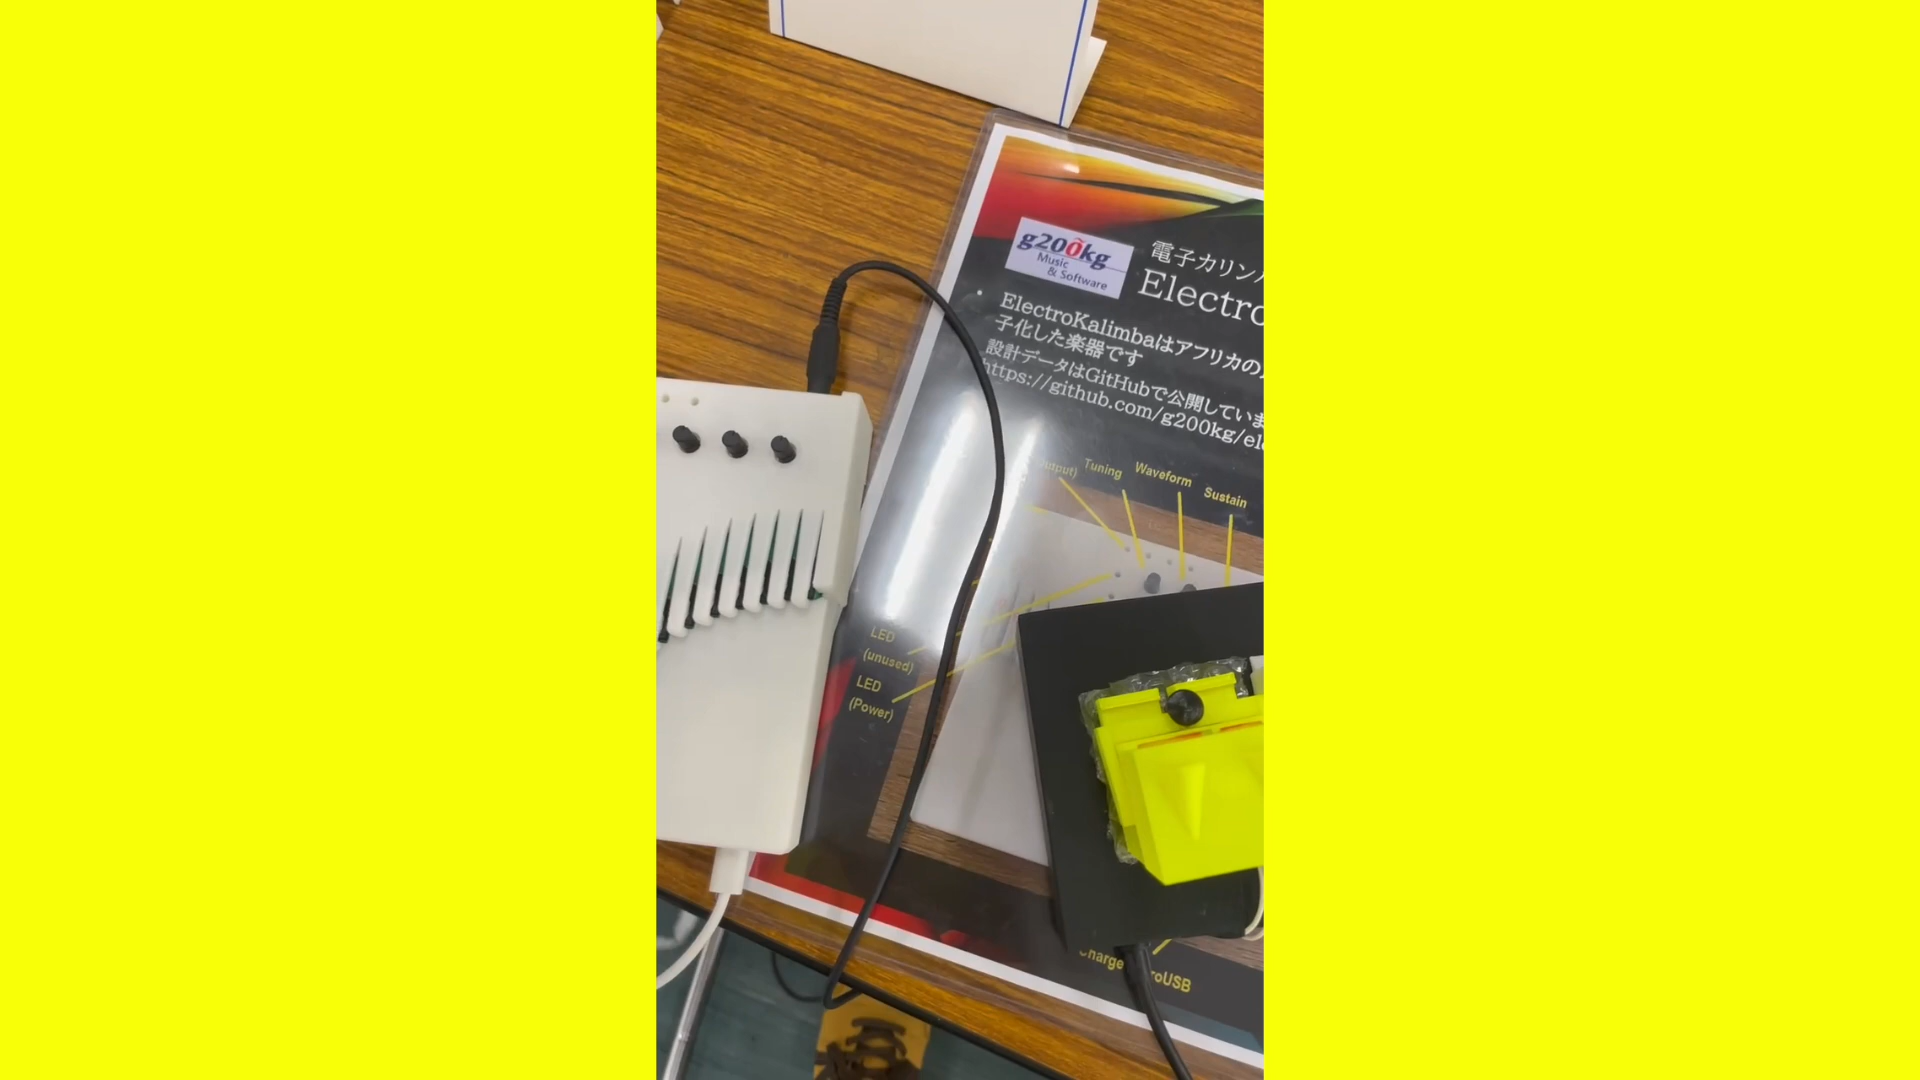 g200kg
Music
& Software
電子カリン
Electro
ElectroKalimbaはアフリカの
子化した楽器です
設計データはGitHubで公開していま
https://github.com/g200kg/el
Tuning
Waveform
Sustain
LED
(unused)
LED
(Power)